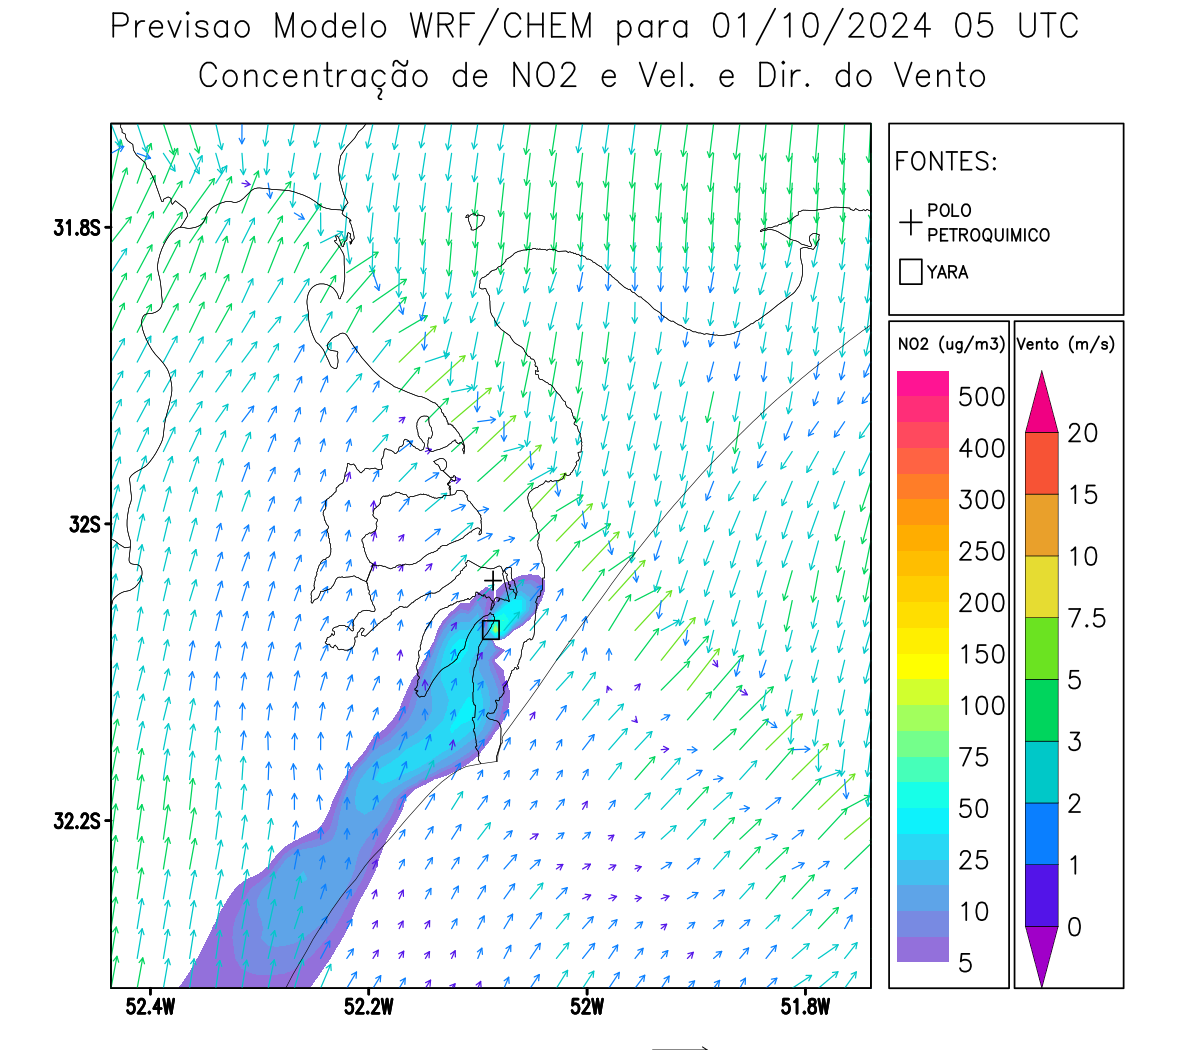 Previsao Modelo WRF/CHEM para 01/10/2024 05 UTC
Concentração de NO2 e Vel. e Dir. do Vento
FONTES:
POLO
PETROQUIMICO
YARA
NO2 (ug/m3)
500
400
300
250
200
150
100
75
50
25
10
5
Vento (m/s)
20
15
10
7.5
5
3
2
1
0
31.8S
32S
32.2S
52.4W
52.2W
52W
51.8W